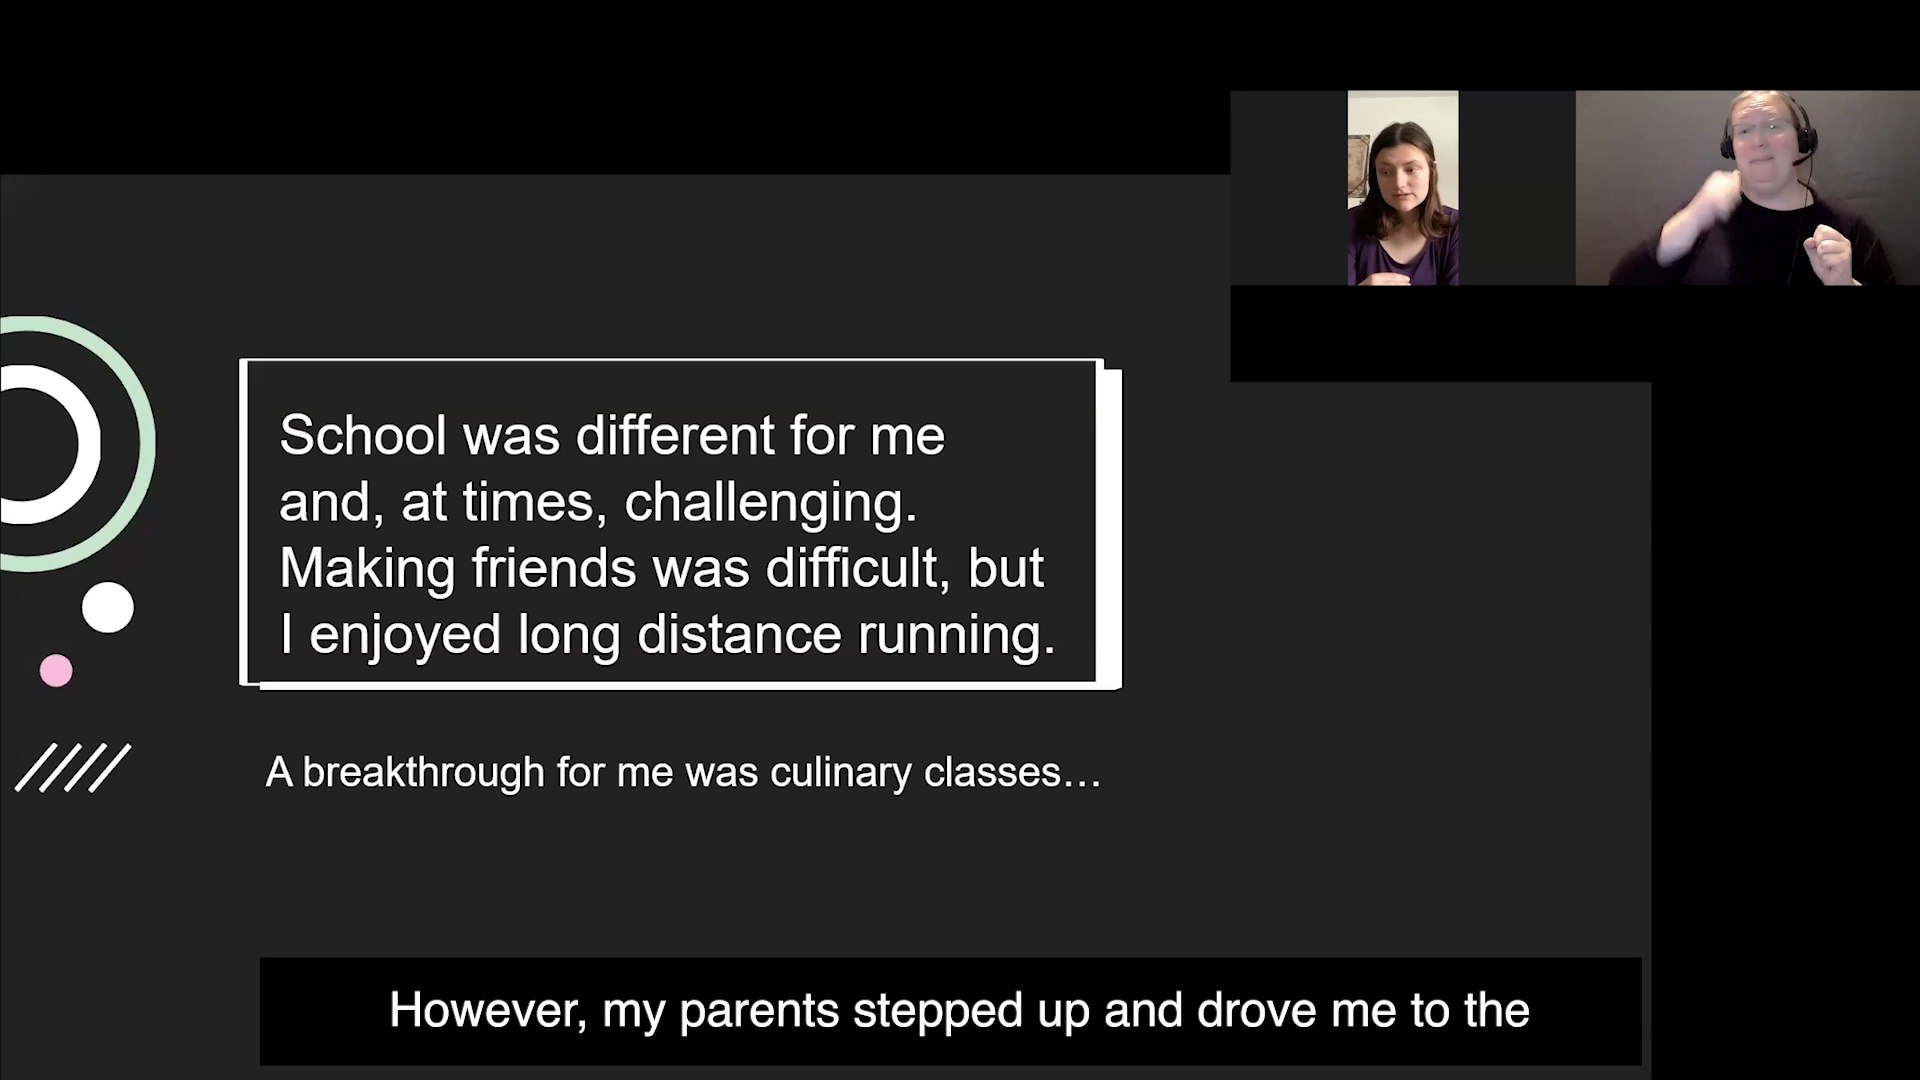 School was different for me
and, at times, challenging.
Making friends was difficult, but
I enjoyed long distance running.
A breakthrough for me was culinary classes…
However, my parents stepped up and drove me to the